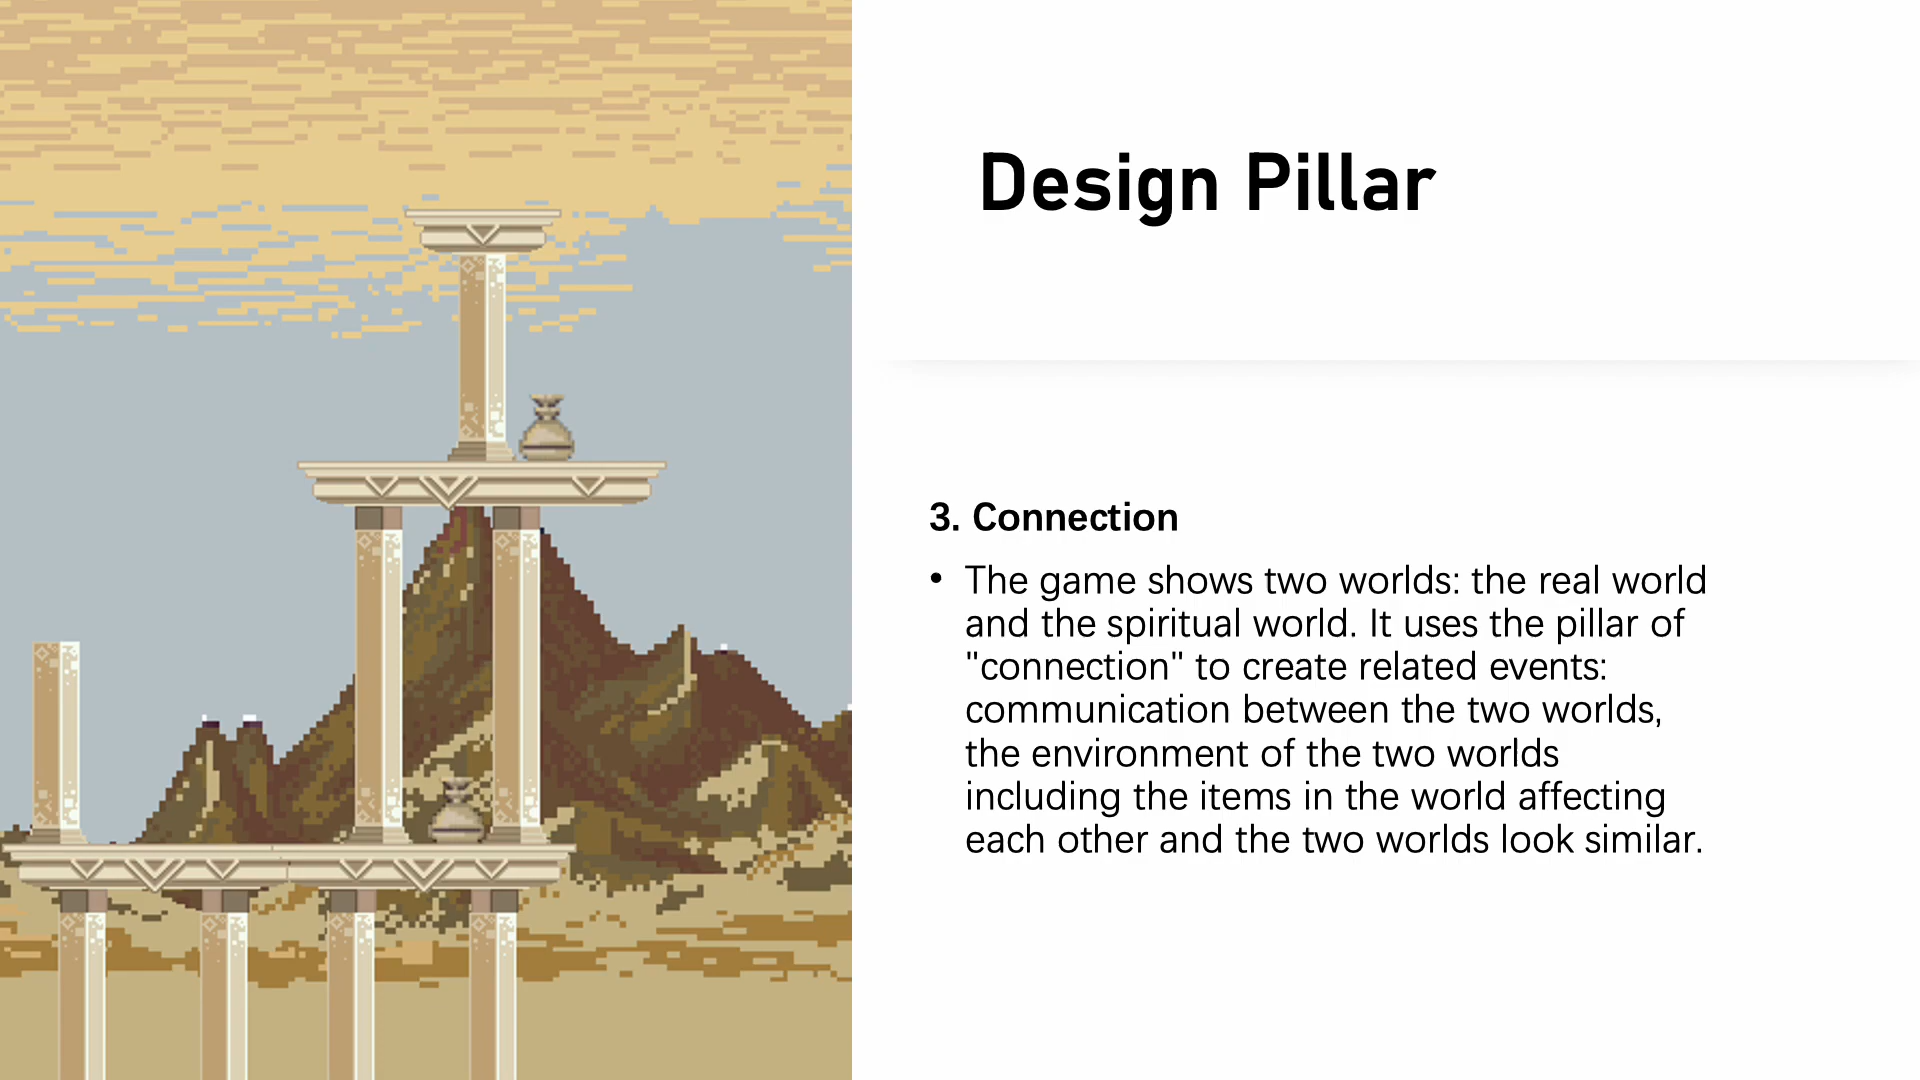 Design Pillar
3. Connection
• The game shows two worlds: the real world
and the spiritual world. It uses the pillar of
"connection" to create related events:
communication between the two worlds,
the environment of the two worlds
including the items in the world affecting
each other and the two worlds look similar.